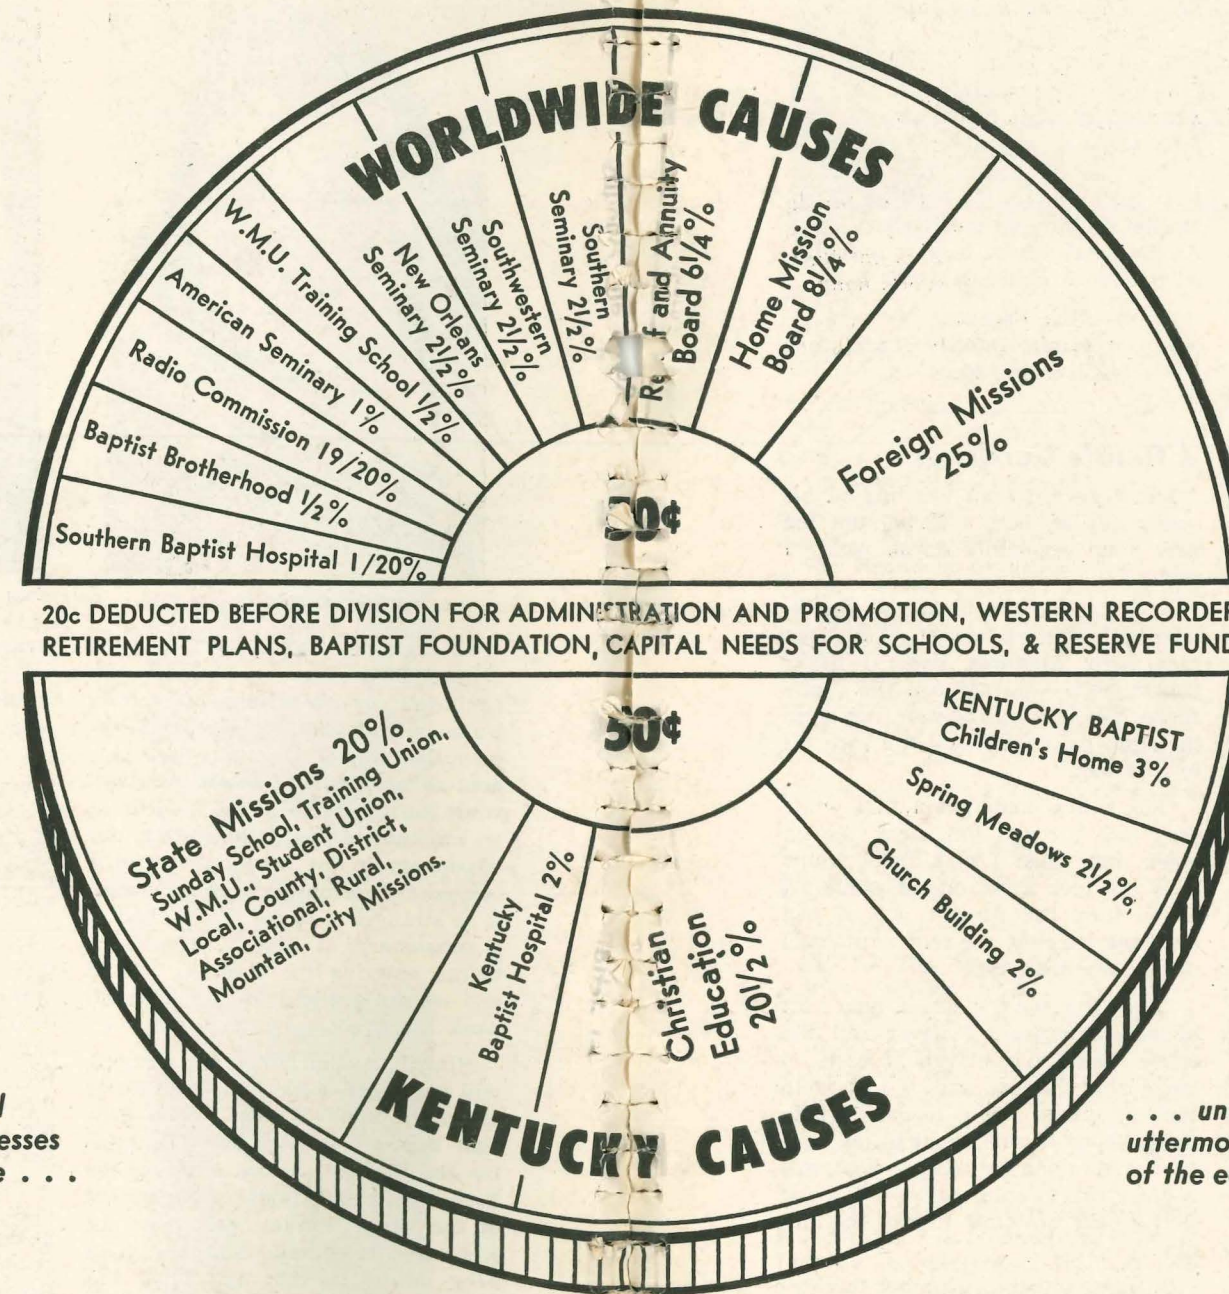 WORLDWIDE CAUSES
Southern Baptist Hospital 1/20%
Baptist Brotherhood 1/2%
Radio Commission 19/20%
American Seminary 1%
W.M.U. Training School 1/2%
New Orleans
Seminary 2 1/2%
Southwestern
Seminary 2 1/2%
Southern
Seminary 2 1/2%
and Annuity
Board 6 1/4%
Home Mission
Board 8 1/4%
Foreign Missions
25%
50¢
20c DEDUCTED BEFORE DIVISION FOR ADMINISTRATION AND PROMOTION, WESTERN RECORDE
RETIREMENT PLANS, BAPTIST FOUNDATION, CAPITAL NEEDS FOR SCHOOLS, & RESERVE FUND
50¢
State Missions 20%
Sunday School, Training Union,
W.M.U., Student Union,
Local, County, District,
Associational, Rural,
Mountain, City Missions.
Kentucky
Baptist Hospital 2%
Christian
Education
20 1/2%
Church Building 2%
Spring Meadows 2 1/2%
KENTUCKY BAPTIST
Children's Home 3%
KENTUCKY CAUSES
esses
e . . .
. . . un
uttermo
of the e